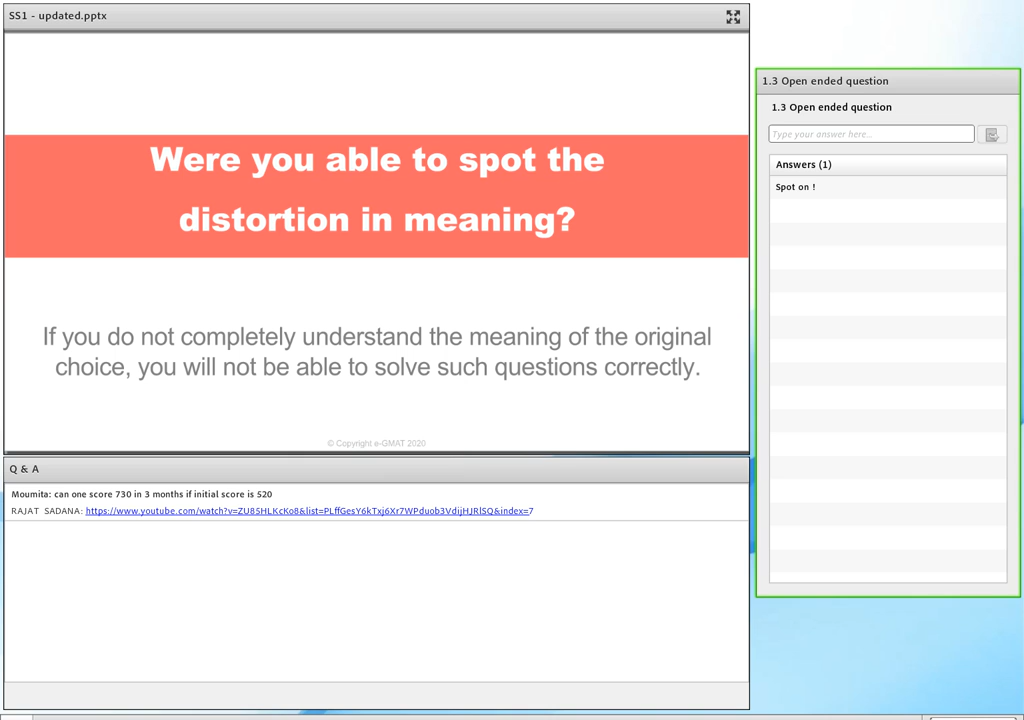 SS1 - updated.pptx
Were you able to spot the
distortion in meaning?
If you do not completely understand the meaning of the original
choice, you will not be able to solve such questions correctly.
© Copyright e-GMAT 2020
Q & A
Moumita: can one score 730 in 3 months if initial score is 520
RAJAT SADANA: https://www.youtube.com/watch?v=ZU85HLKcKo8&list=PLffGesY6kTxj6Xr7WPduob3VdijHJRlSQ&index=7
1.3 Open ended question
1.3 Open ended question
Type your answer here...
Answers (1)
Spot on !